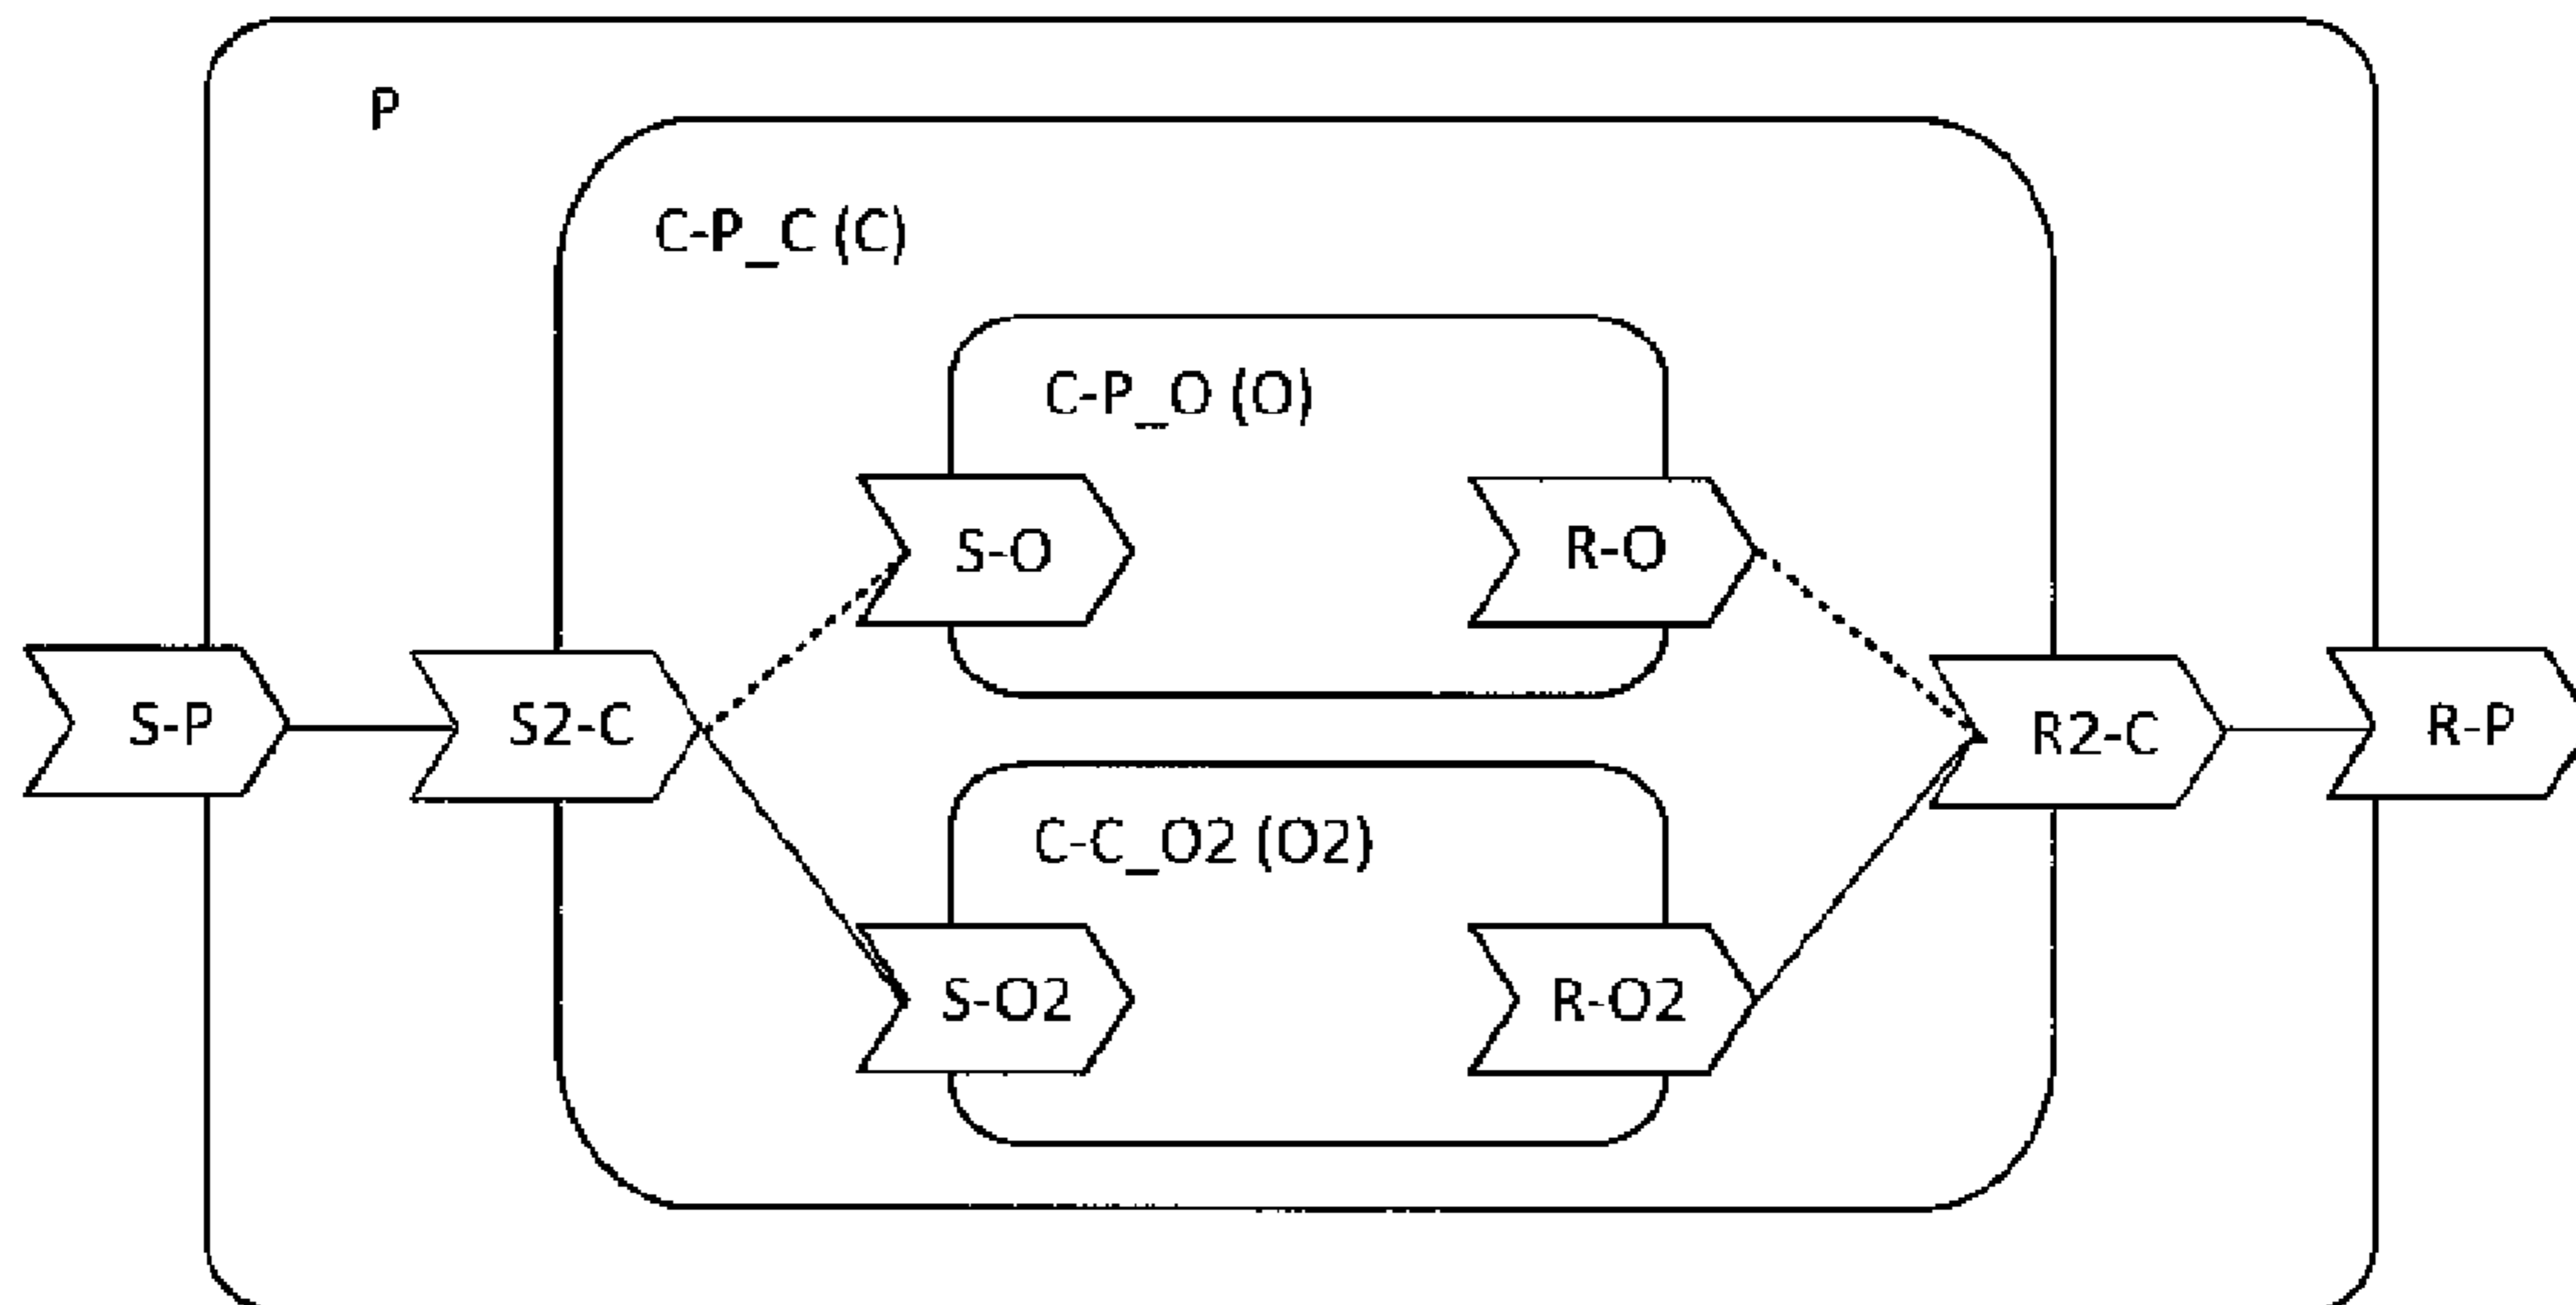 P
C-P_C (C)
C-P_O (O)
S-O
R-O
S-P
S2-C
R2-C
R-P
C-C_O2 (O2)
S-O2
R-O2